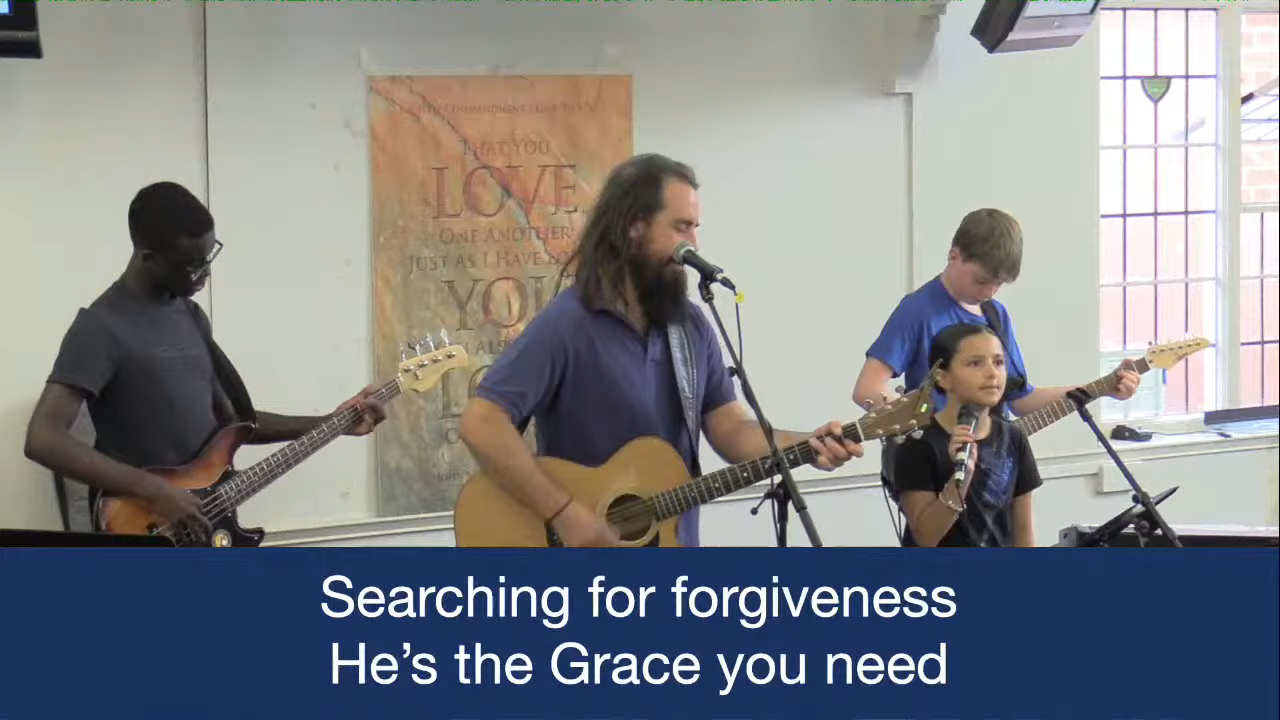 THAT YOU
LOVE
ONE ANOTHER
JUST AS I HAVE
YOU
Searching for forgiveness
He's the Grace you need